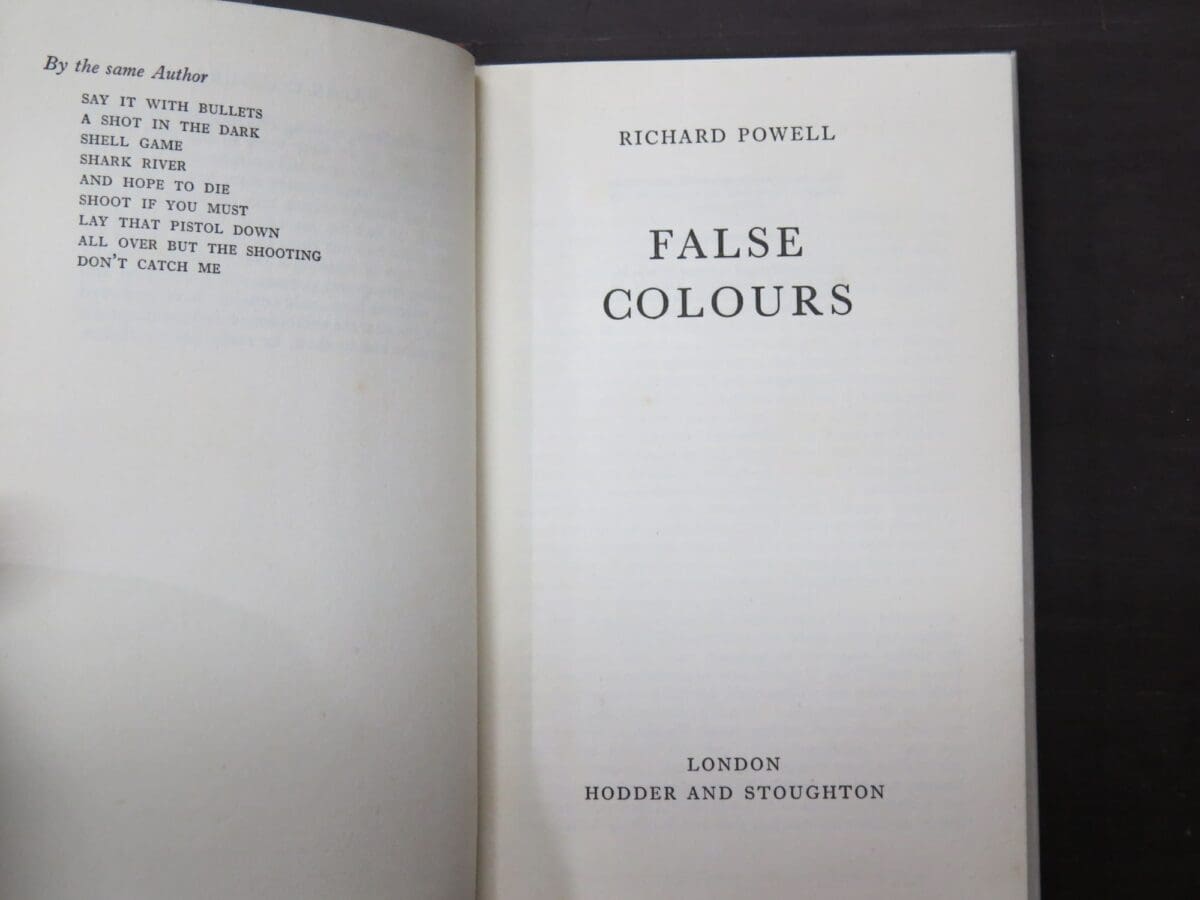 By the same Author
SAY IT WITH BULLETS
A SHOT IN THE DARK
SHELL GAME
SHARK RIVER
AND HOPE TO DIE
SHOOT IF YOU MUST
LAY THAT PISTOL DOWN
ALL OVER BUT THE SHOOTING
DON'T CATCH ME
RICHARD POWELL
FALSE
COLOURS
LONDON
HODDER AND STOUGHTON